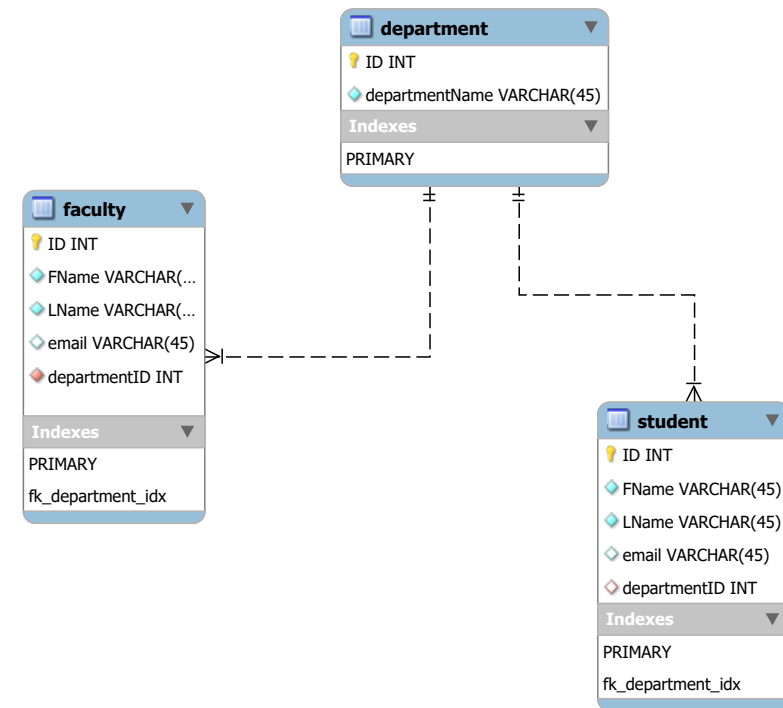 department
ID INT
departmentName VARCHAR(45)
Indexes
PRIMARY
faculty
ID INT
FName VARCHAR(...
LName VARCHAR(...
email VARCHAR(45)
departmentID INT
Indexes
PRIMARY
fk_department_idx
student
ID INT
FName VARCHAR(45)
LName VARCHAR(45)
email VARCHAR(45)
departmentID INT
Indexes
PRIMARY
fk_department_idx